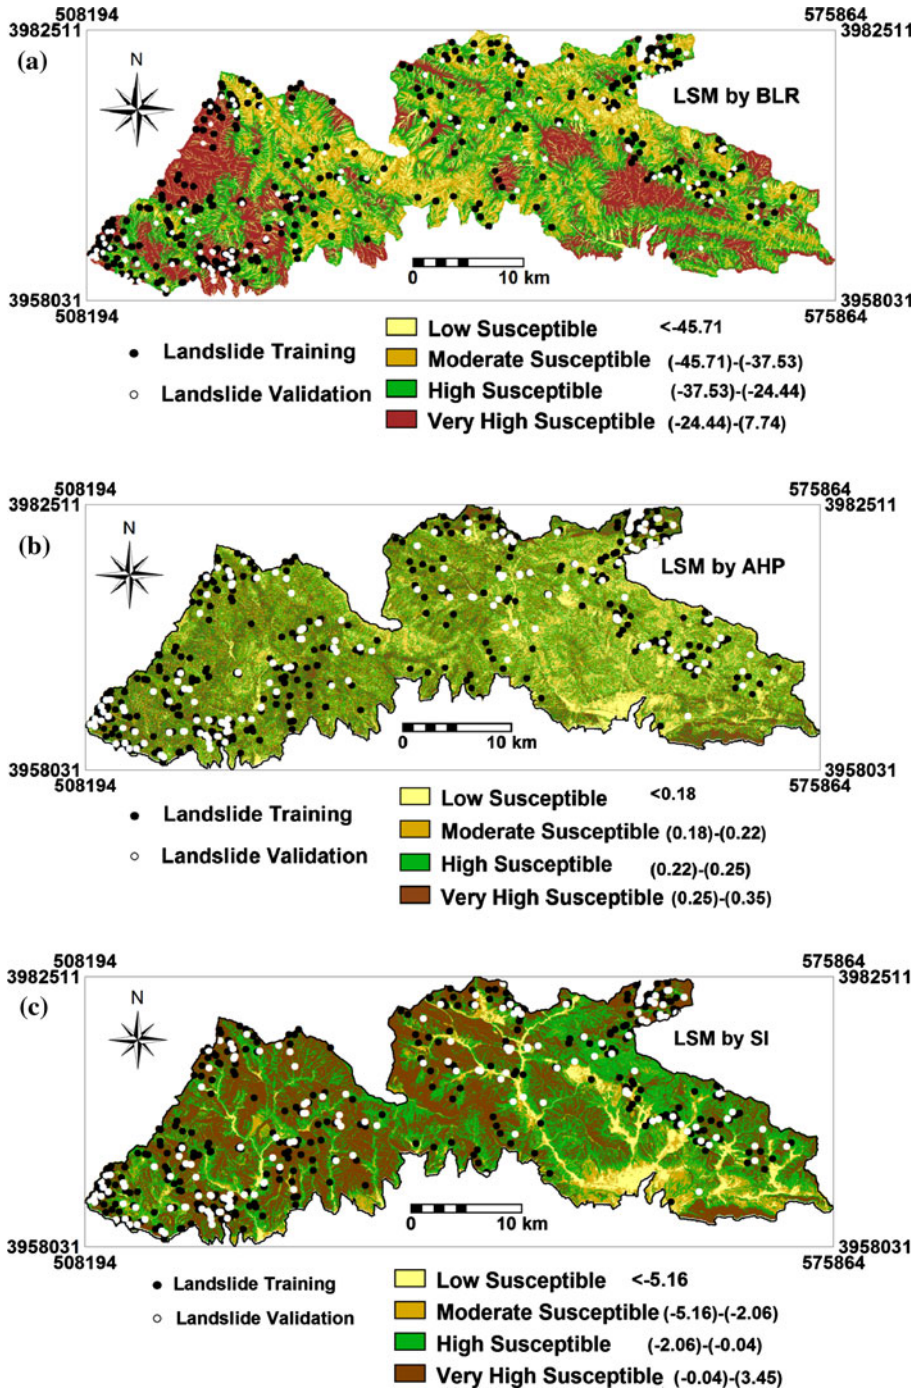 508194 575864
3982511 3982511
(a)
N
LSM by BLR
0 10 km
3958031 3958031
508194 575864
Low Susceptible <-45.71
Landslide Training
Moderate Susceptible (-45.71)-(-37.53)
Landslide Validation
High Susceptible (-37.53)-(-24.44)
Very High Susceptible (-24.44)-(7.74)
508194 575864
3982511 3982511
(b)
N
LSM by AHP
0 10 km
3958031 3958031
508194 575864
Low Susceptible <0.18
Landslide Training
Moderate Susceptible (0.18)-(0.22)
Landslide Validation
High Susceptible (0.22)-(0.25)
Very High Susceptible (0.25)-(0.35)
508194 575864
3982511 3982511
(c)
N
LSM by SI
0 10 km
3958031 3958031
508194 575864
Low Susceptible <-5.16
Landslide Training
Moderate Susceptible (-5.16)-(-2.06)
Landslide Validation
High Susceptible (-2.06)-(-0.04)
Very High Susceptible (-0.04)-(3.45)